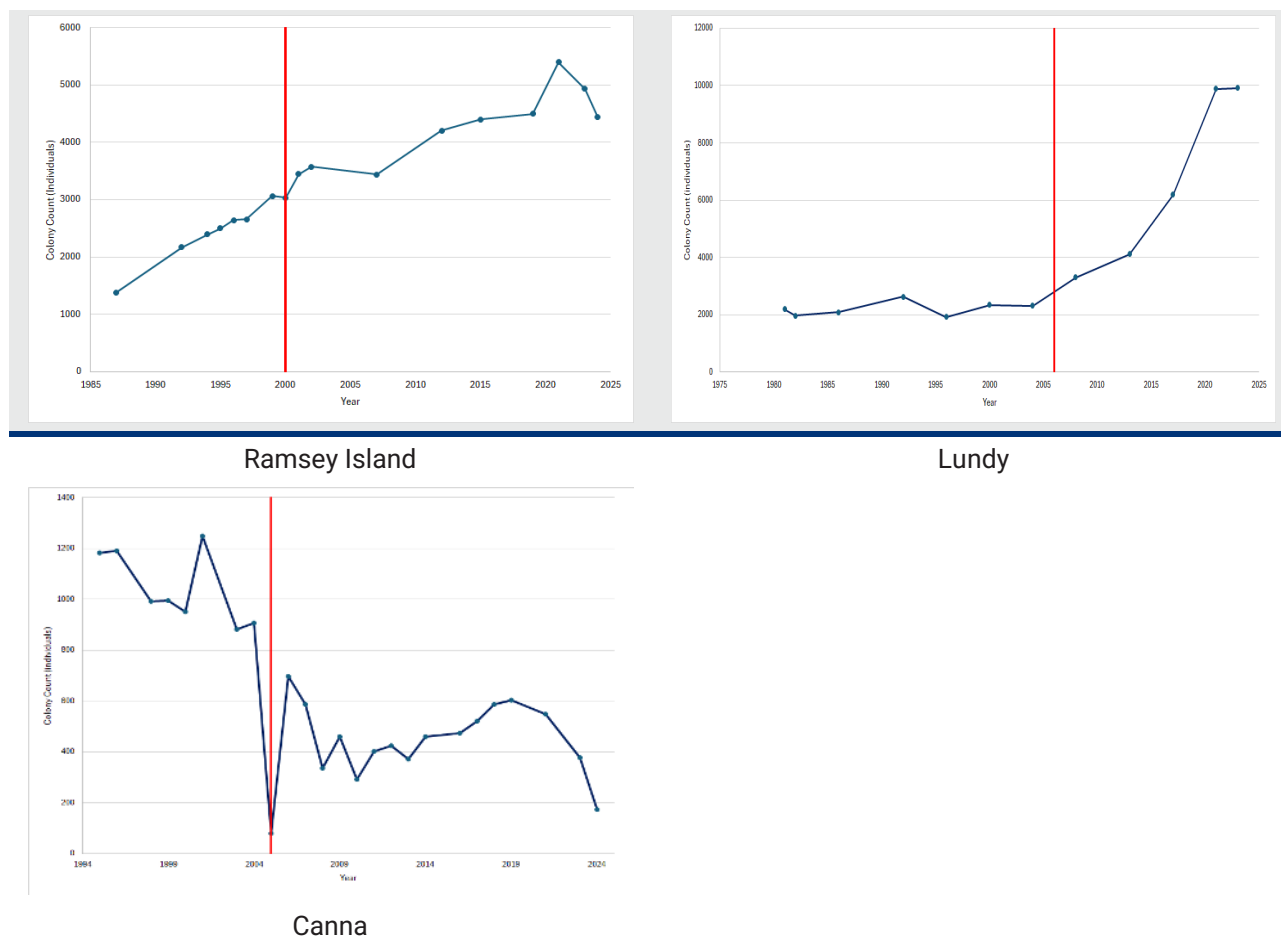 6000
5000
4000
3000
2000
1000
0
1985 1990 1995 2000 2005 2010 2015 2020 2025
Year
Colony Count (Individuals)
12000
10000
8000
6000
4000
2000
0
1975 1980 1985 1990 1995 2000 2005 2010 2015 2020 2025
Year
Colony Count (Individuals)
Ramsey Island
Lundy
1400
1200
1000
800
600
400
200
0
1994 1999 2004 2009 2014 2019 2024
Year
Colony Count (Individuals)
Canna